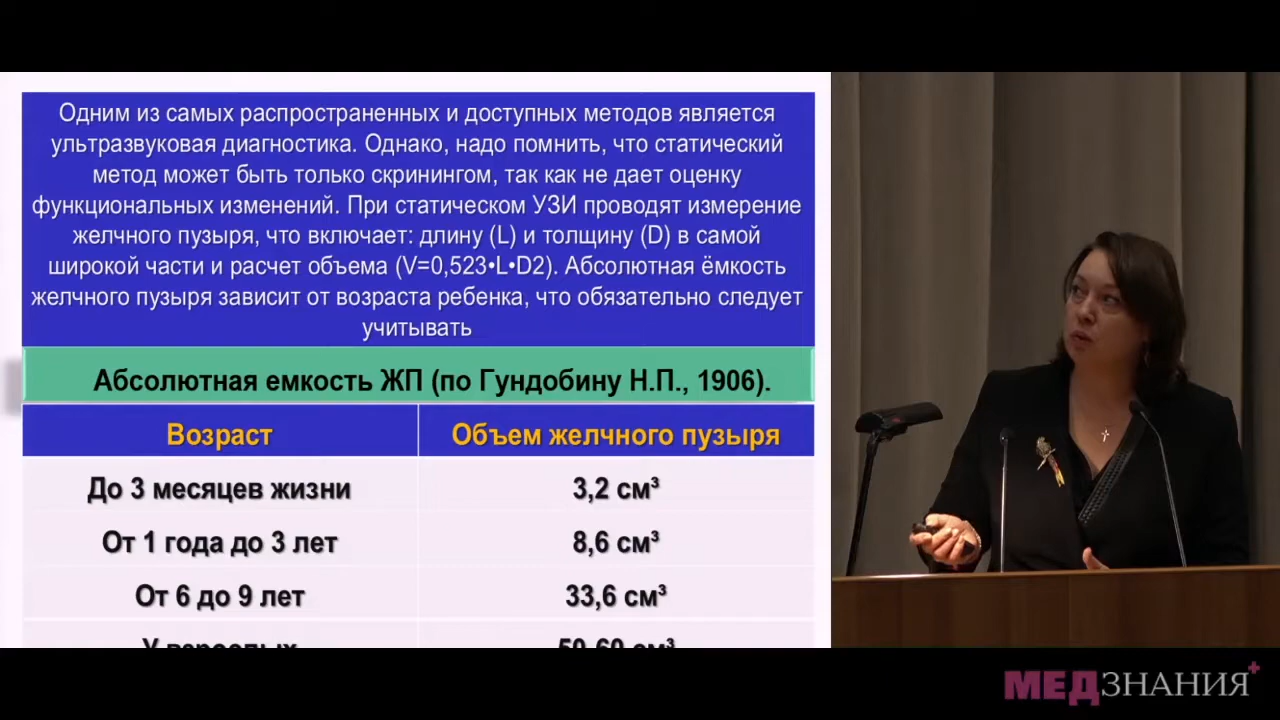 Одним из самых распространенных и доступных методов является
ультразвуковая диагностика. Однако, надо помнить, что статический
метод может быть только скринингом, так как не дает оценку
функциональных изменений. При статическом УЗИ проводят измерение
желчного пузыря, что включает: длину (L) и толщину (D) в самой
широкой части и расчет объема (V=0,523•L•D2). Абсолютная ёмкость
желчного пузыря зависит от возраста ребенка, что обязательно следует
учитывать
Абсолютная емкость ЖП (по Гундобину Н.П., 1906).
Возраст Объем желчного пузыря
До 3 месяцев жизни 3,2 см³
От 1 года до 3 лет 8,6 см³
От 6 до 9 лет 33,6 см³
У взрослых 50-60 см³
МЕДЗНАНИЯ+